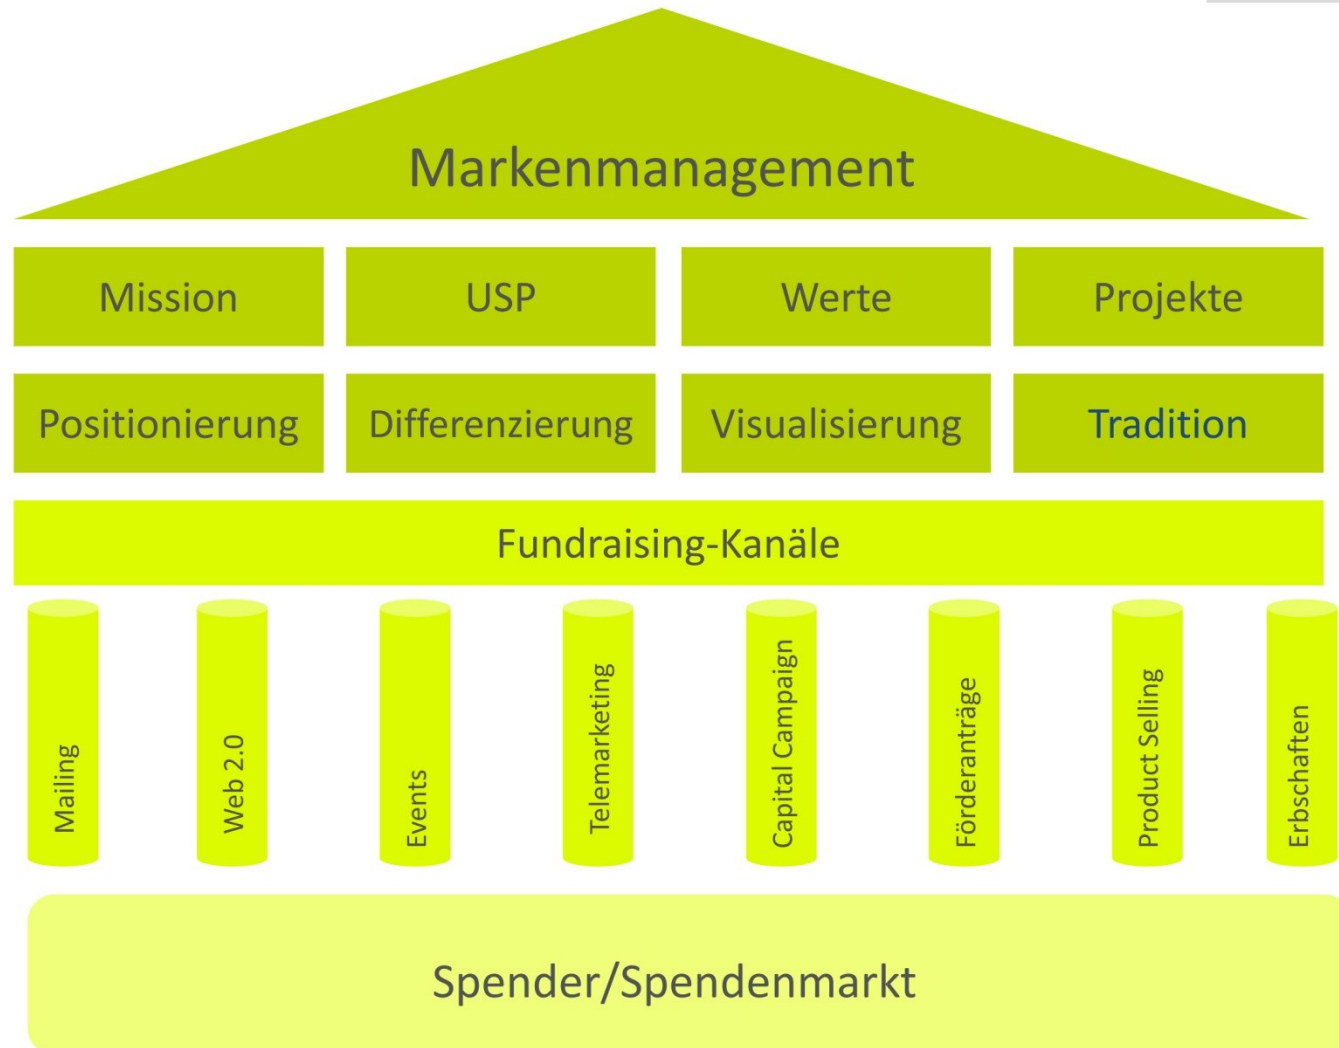 Markenmanagement
Mission
USP
Werte
Projekte
Positionierung
Differenzierung
Visualisierung
Tradition
Fundraising-Kanäle
Mailing
Web 2.0
Events
Telemarketing
Capital Campaign
Förderanträge
Product Selling
Erbschaften
Spender/Spendenmarkt